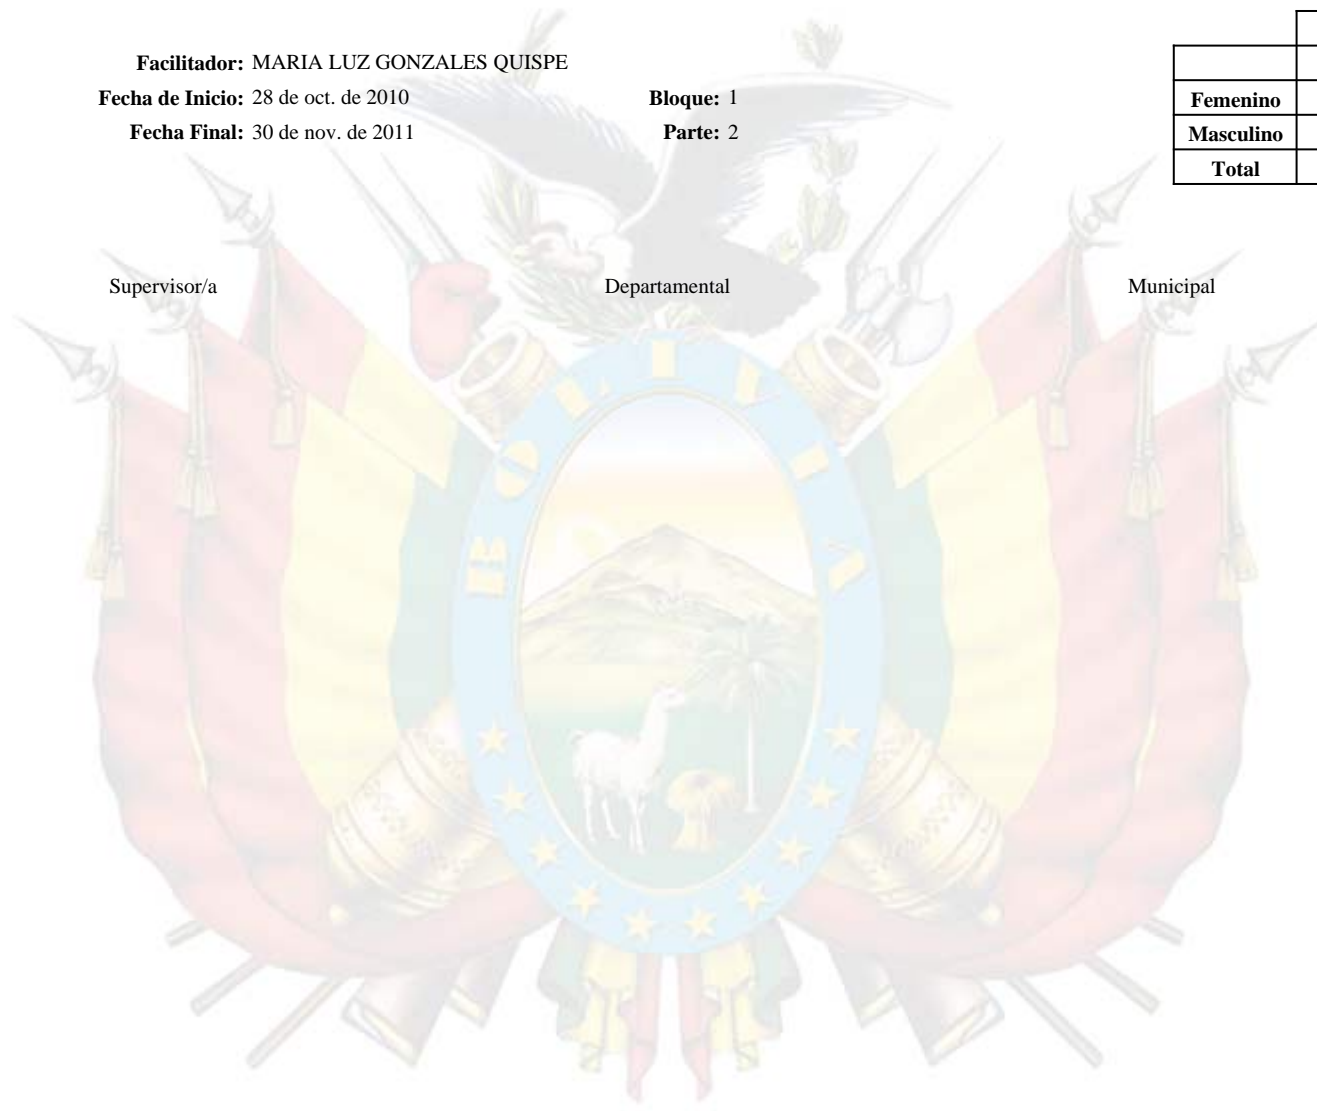 Facilitador: MARIA LUZ GONZALES QUISPE
Fecha de Inicio: 28 de oct. de 2010 Bloque: 1
Fecha Final: 30 de nov. de 2011 Parte: 2
Femenino
Masculino
Total
Supervisor/a Departamental Municipal
BOLIVIA